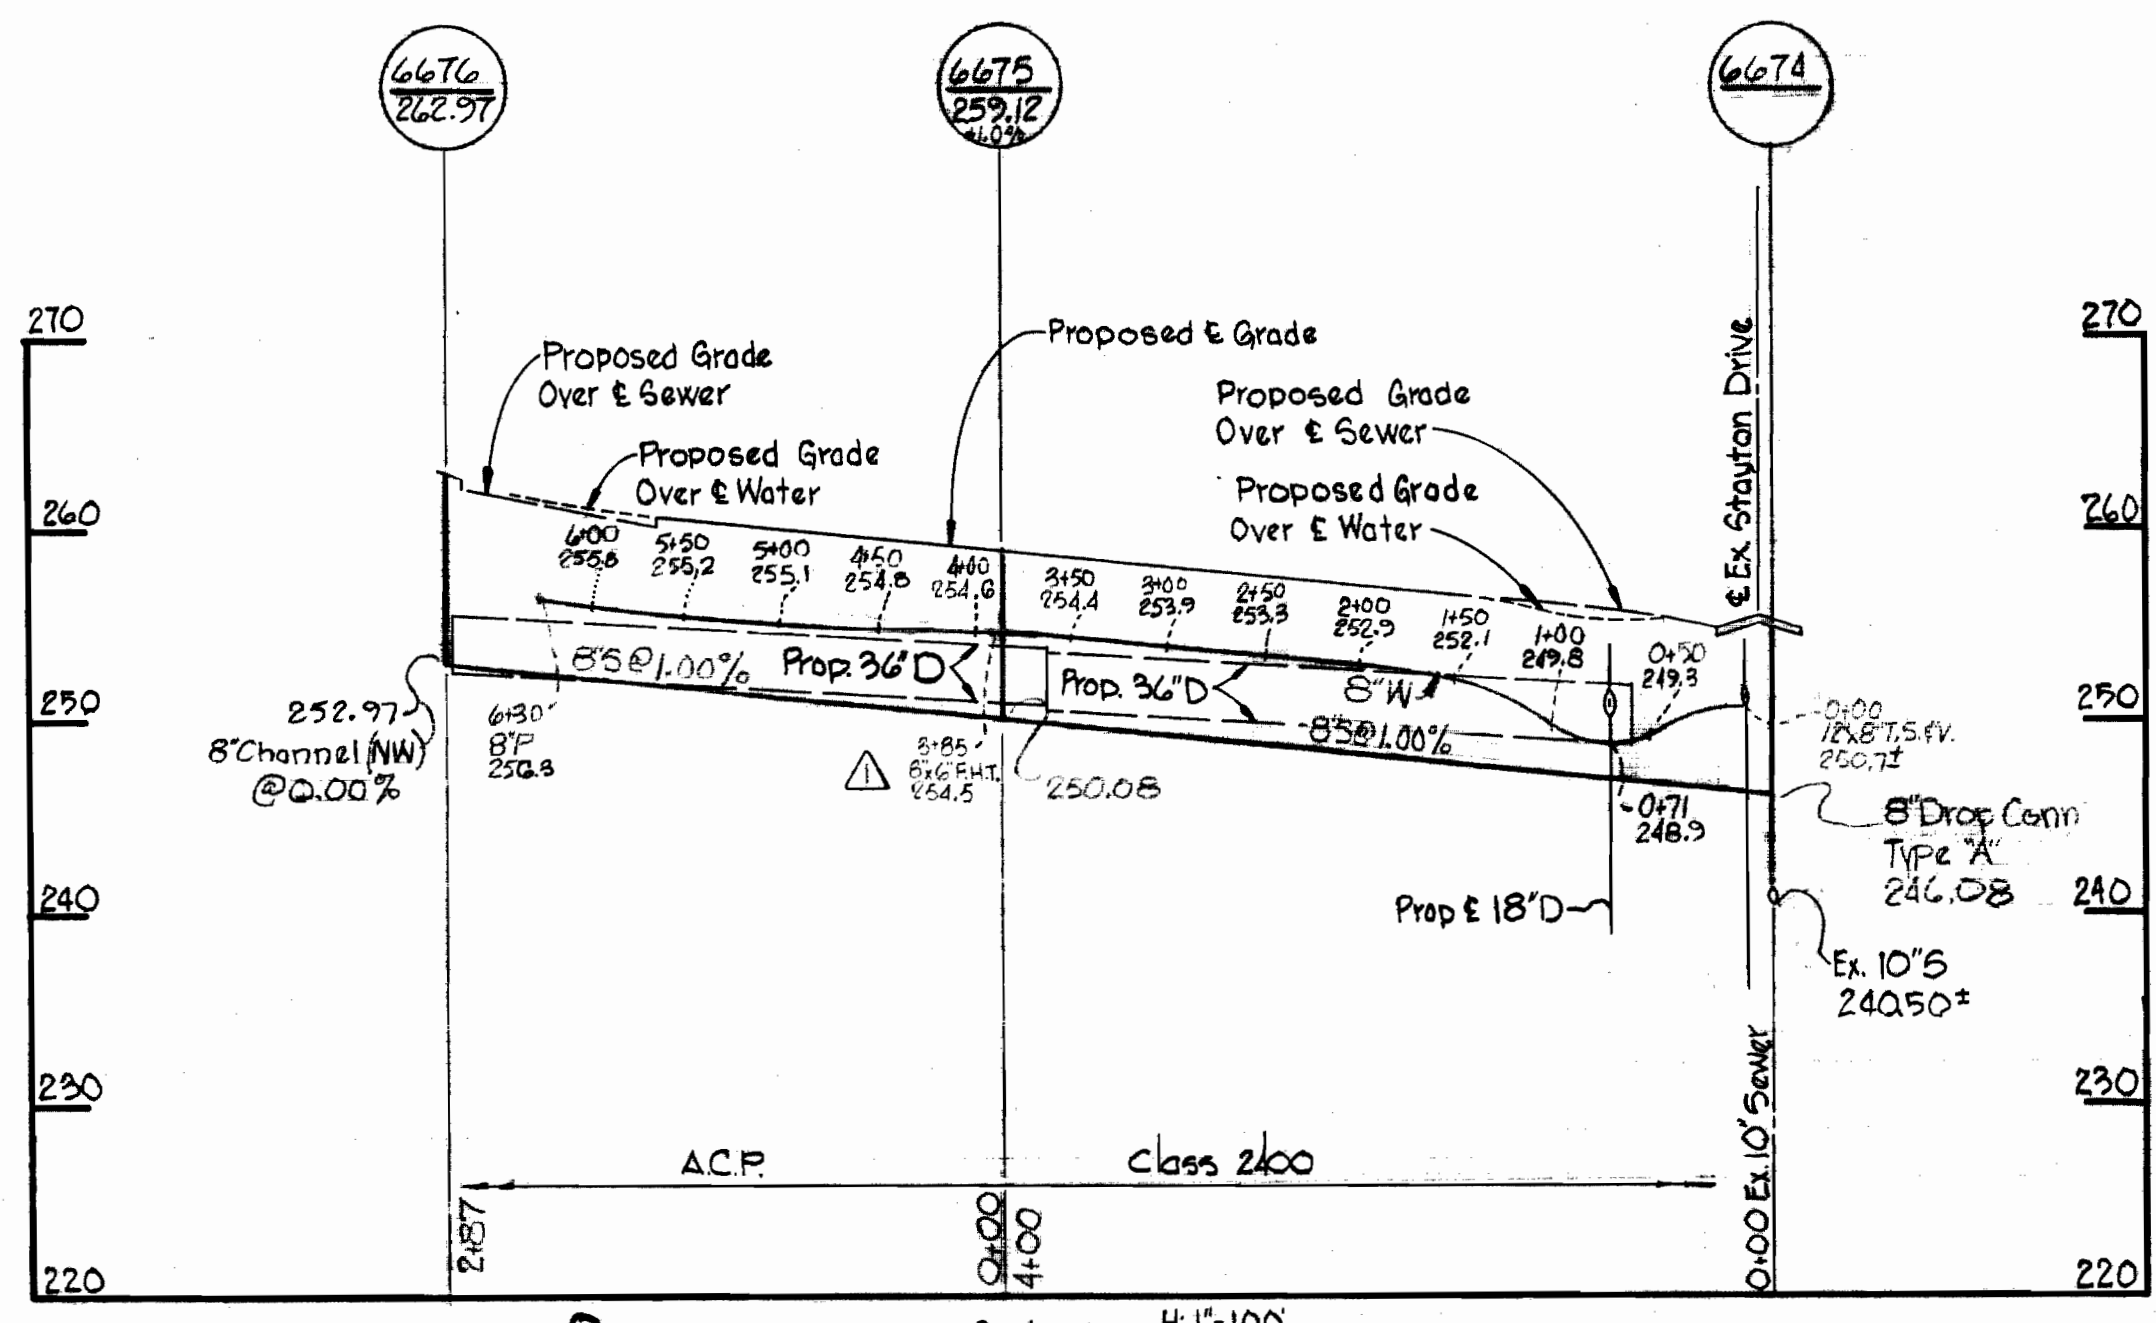 6676
262.97
6675
259.12
6674
270
270
Proposed Grade
Over ℄ Sewer
Proposed ℄ Grade
Proposed Grade
Over ℄ Water
Proposed Grade
Over ℄ Sewer
Proposed Grade
Over ℄ Water
℄ Ex. Stayton Drive
260
260
6+00
255.8
5+50
255.2
5+00
255.1
4+50
254.8
4+00
254.6
3+50
254.4
3+00
253.9
2+50
253.3
2+00
252.9
1+50
252.1
1+00
249.8
0+50
249.3
8"S@1.00%
Prop. 36"D
Prop. 36"D
8"W
8"S@1.00%
250
250
252.97
8"Channel (NW)
@0.00%
6+30
8"P
256.3
1
3+85
8"x6"F.H.T.
254.5
250.08
0+71
248.9
0+00
12x8"T.S.&V.
250.7±
8"Drop Conn
Type "A"
246.08
240
240
Prop ℄ 18"D
Ex. 10"S
240.50±
230
230
A.C.P.
Class 2400
2+87
0+00
4+00
0+00 Ex. 10" Sewer
220
220
H: 1"=100'